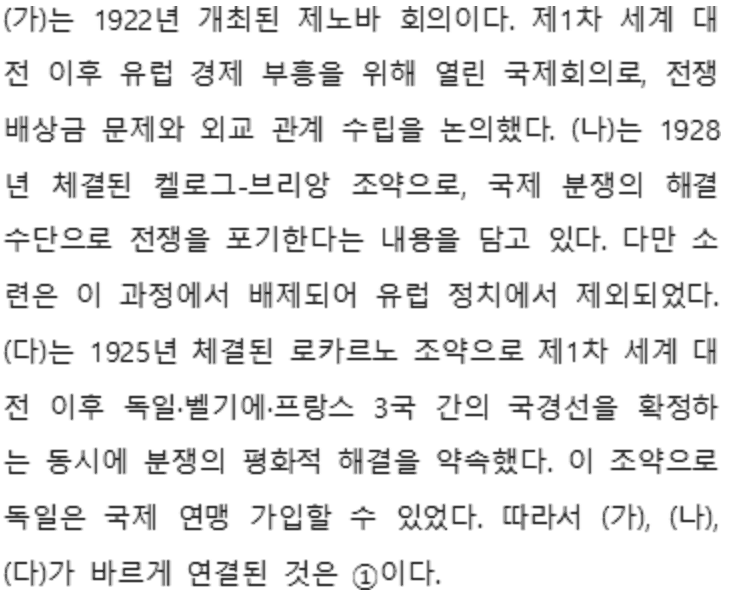 (가)는 1922년 개최된 제노바 회의이다. 제1차 세계 대
전 이후 유럽 경제 부흥을 위해 열린 국제회의로, 전쟁
배상금 문제와 외교 관계 수립을 논의했다. (나)는 1928
년 체결된 켈로그-브리앙 조약으로, 국제 분쟁의 해결
수단으로 전쟁을 포기한다는 내용을 담고 있다. 다만 소
련은 이 과정에서 배제되어 유럽 정치에서 제외되었다.
(다)는 1925년 체결된 로카르노 조약으로 제1차 세계 대
전 이후 독일·벨기에·프랑스 3국 간의 국경선을 확정하
는 동시에 분쟁의 평화적 해결을 약속했다. 이 조약으로
독일은 국제 연맹 가입할 수 있었다. 따라서 (가), (나),
(다)가 바르게 연결된 것은 ①이다.